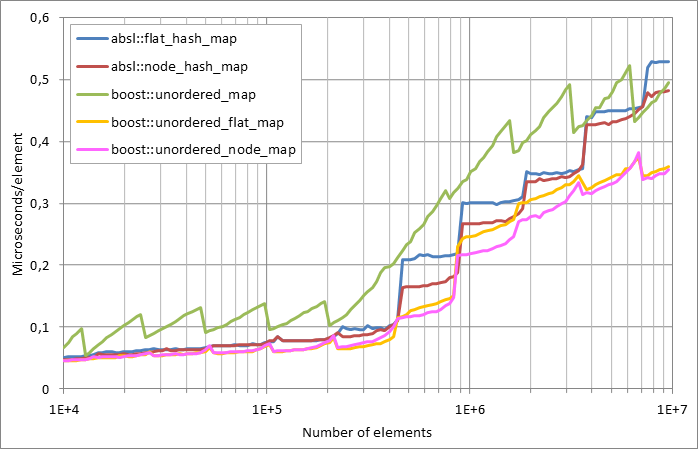 0,6
0,5
0,4
0,3
0,2
0,1
0
Microseconds/element
absl::flat_hash_map
absl::node_hash_map
boost::unordered_map
boost::unordered_flat_map
boost::unordered_node_map
1E+4
1E+5
1E+6
1E+7
Number of elements